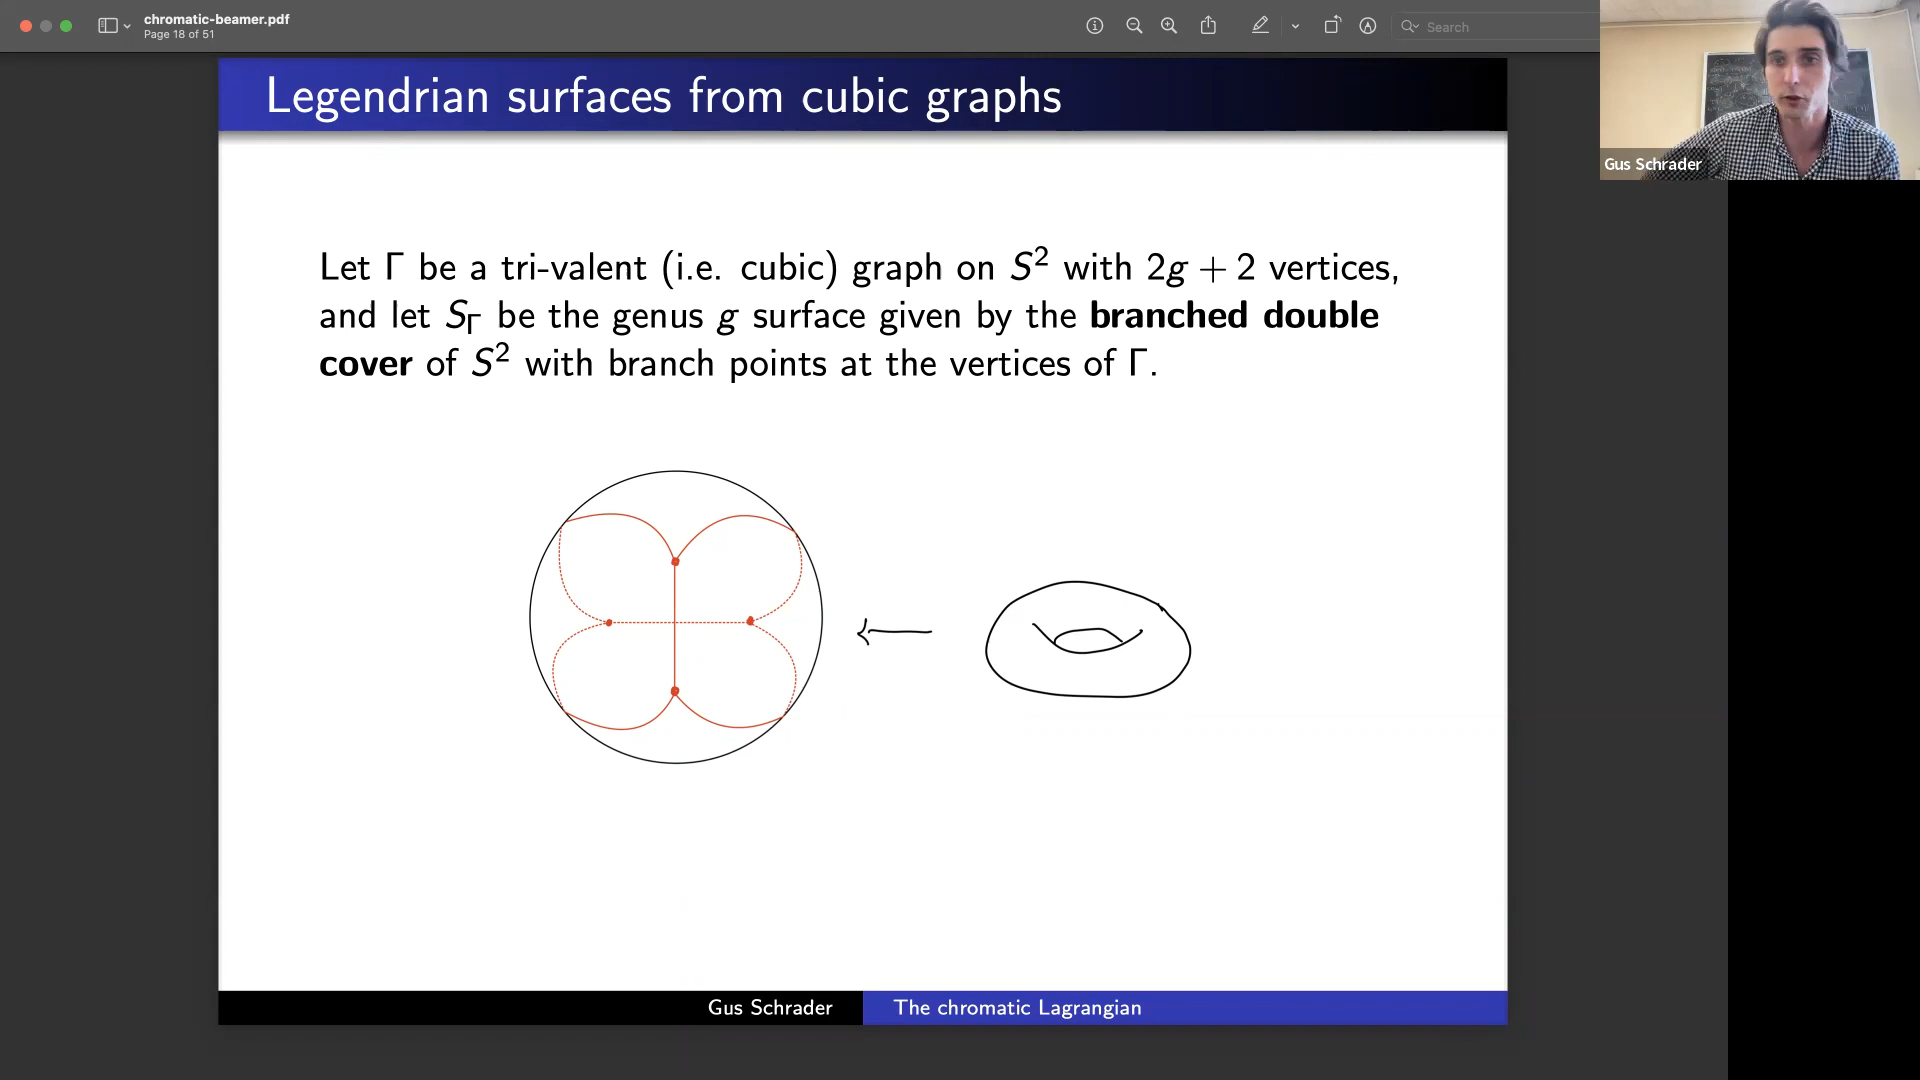 chromatic-beamer.pdf
Page 18 of 51
Search
Gus Schrader
Legendrian surfaces from cubic graphs
Let Γ be a tri-valent (i.e. cubic) graph on S² with 2g + 2 vertices,
and let S_Γ be the genus g surface given by the branched double
cover of S² with branch points at the vertices of Γ.
Gus Schrader
The chromatic Lagrangian